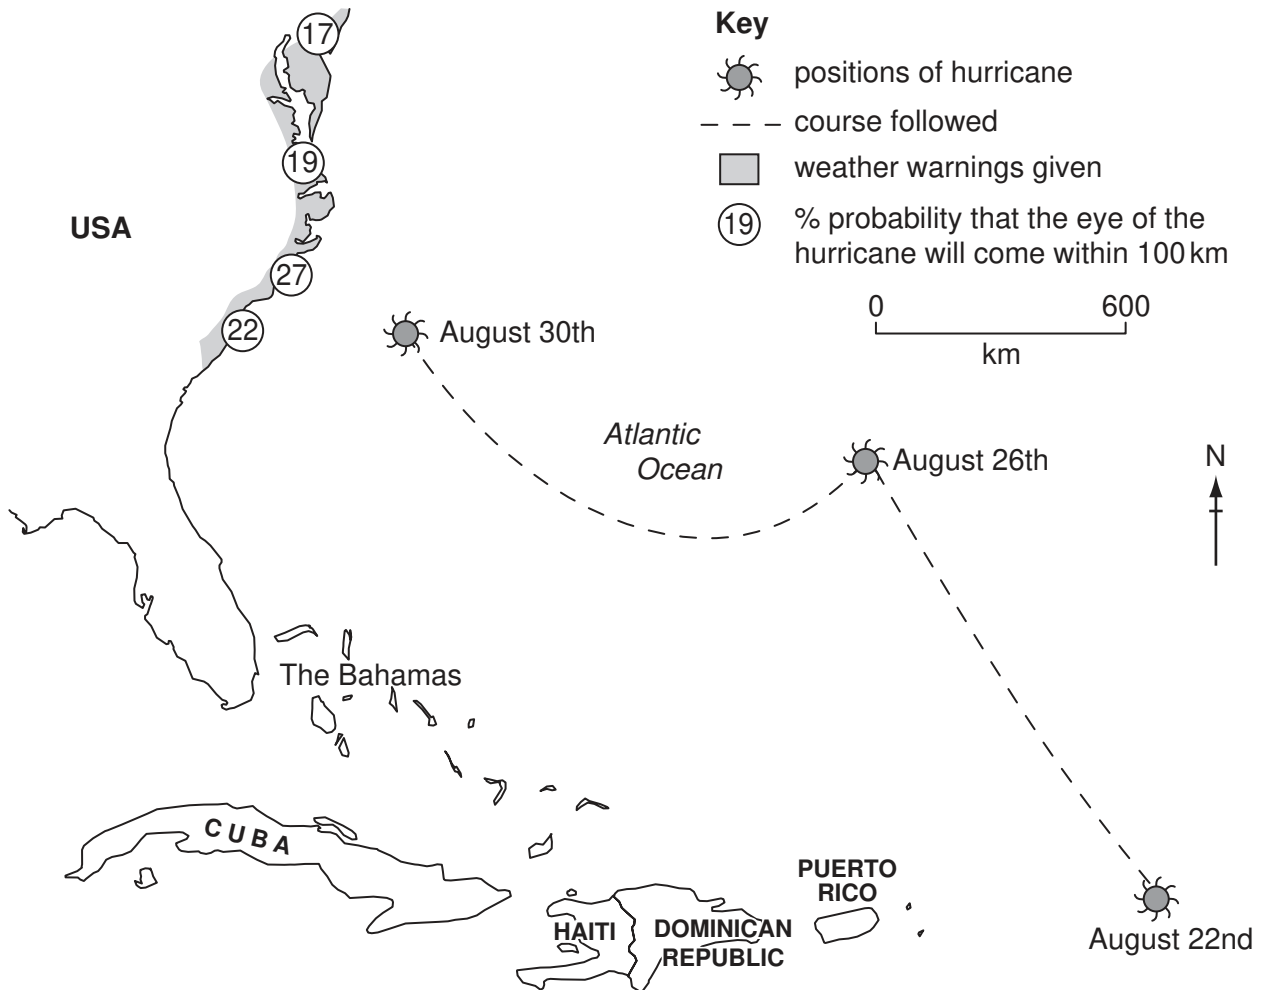 Key
positions of hurricane
course followed
weather warnings given
19
% probability that the eye of the
hurricane will come within 100 km
0 600
km
17
19
USA
27
22
August 30th
Atlantic
Ocean
August 26th
N
The Bahamas
CUBA
PUERTO
RICO
HAITI
DOMINICAN
REPUBLIC
August 22nd